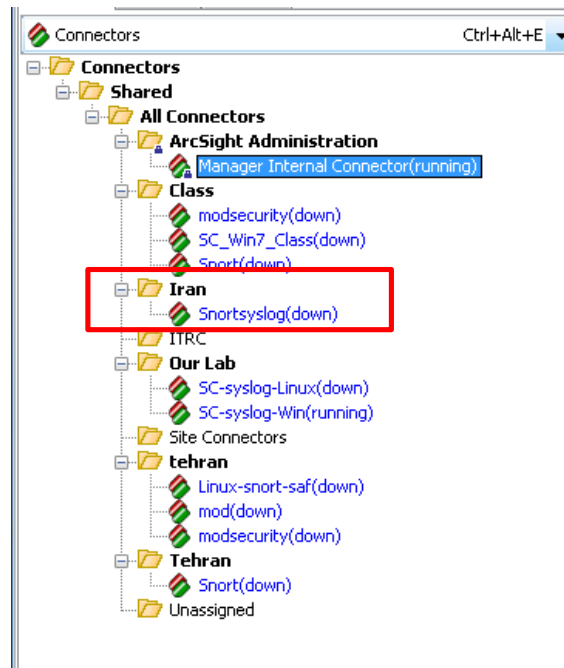 Connectors Ctrl+Alt+E
Connectors
Shared
All Connectors
ArcSight Administration
Manager Internal Connector(running)
Class
modsecurity(down)
SC_Win7_Class(down)
Snort(down)
Iran
Snortsyslog(down)
ITRC
Our Lab
SC-syslog-Linux(down)
SC-syslog-Win(running)
Site Connectors
tehran
Linux-snort-saf(down)
mod(down)
modsecurity(down)
Tehran
Snort(down)
Unassigned